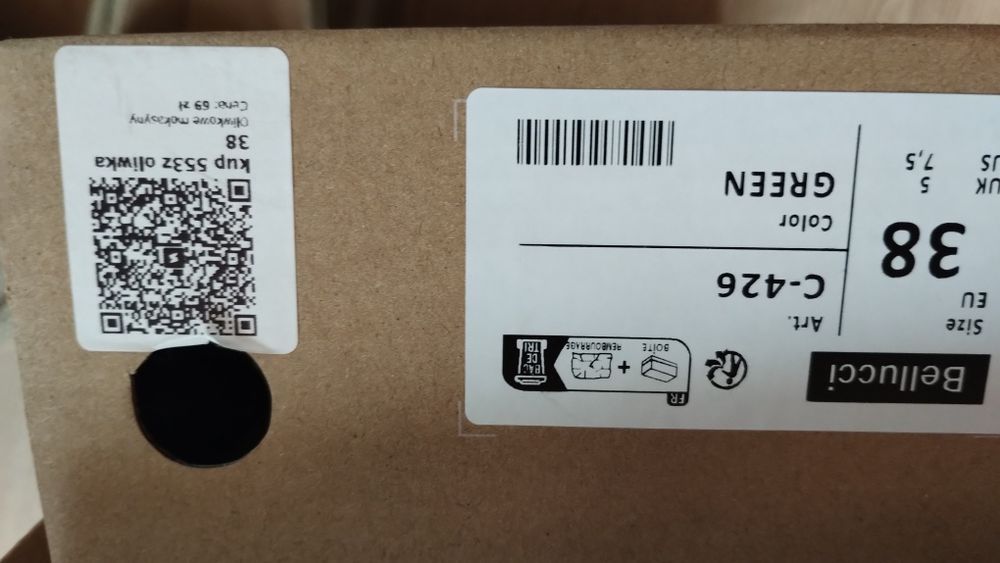 Bellucci
Size
EU
38
UK 5
US 7,5
Art.
C-426
Color
GREEN
FR
BOÎTE
+
REMBOURRAGE
BAC
DE
TRI
kup 553z oliwka
38
Oliwkowe mokasyny
Cena: 69 zł